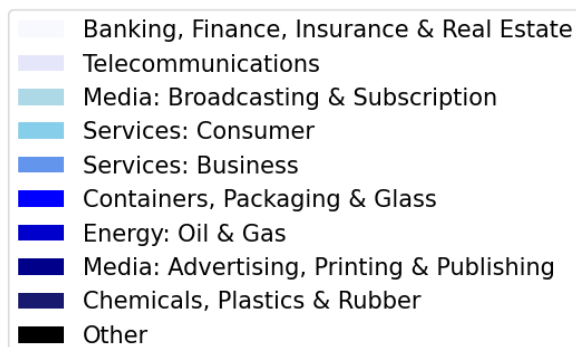 Banking, Finance, Insurance & Real Estate
Telecommunications
Media: Broadcasting & Subscription
Services: Consumer
Services: Business
Containers, Packaging & Glass
Energy: Oil & Gas
Media: Advertising, Printing & Publishing
Chemicals, Plastics & Rubber
Other